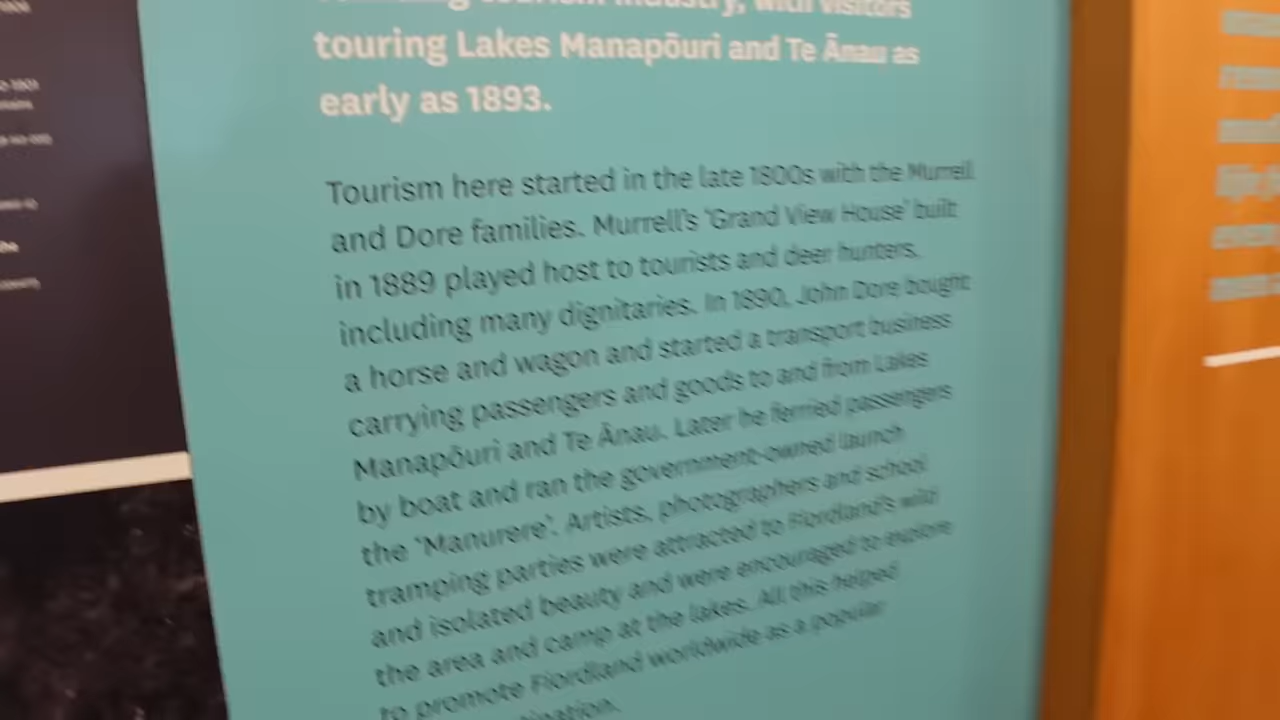 tourism industry, with visitors
touring Lakes Manapōuri and Te Ānau as
early as 1893.
Tourism here started in the late 1800s with the Murrell
and Dore families. Murrell's 'Grand View House' built
in 1889 played host to tourists and deer hunters,
including many dignitaries. In 1890, John Dore bought
a horse and wagon and started a transport business
carrying passengers and goods to and from Lakes
Manapōuri and Te Ānau. Later he ferried passengers
by boat and ran the government-owned launch
the 'Manurere'. Artists, photographers and school
tramping parties were attracted to Fiordland's wild
and isolated beauty and were encouraged to explore
the area and camp at the lakes. All this helped
to promote Fiordland worldwide as a popular